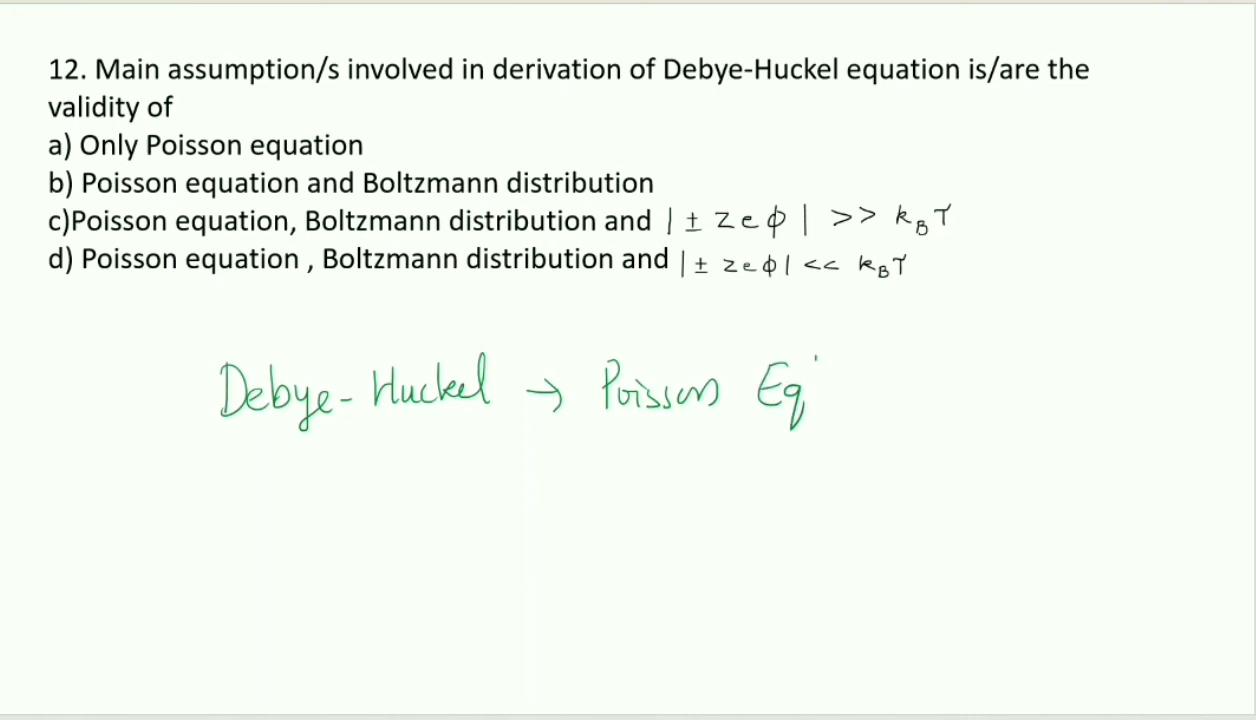 12. Main assumption/s involved in derivation of Debye-Huckel equation is/are the
validity of
a) Only Poisson equation
b) Poisson equation and Boltzmann distribution
c)Poisson equation, Boltzmann distribution and | ± zeϕ | >> k_BT
d) Poisson equation , Boltzmann distribution and | ± zeϕ | << k_BT
Debye-Huckel → Poisson Eq